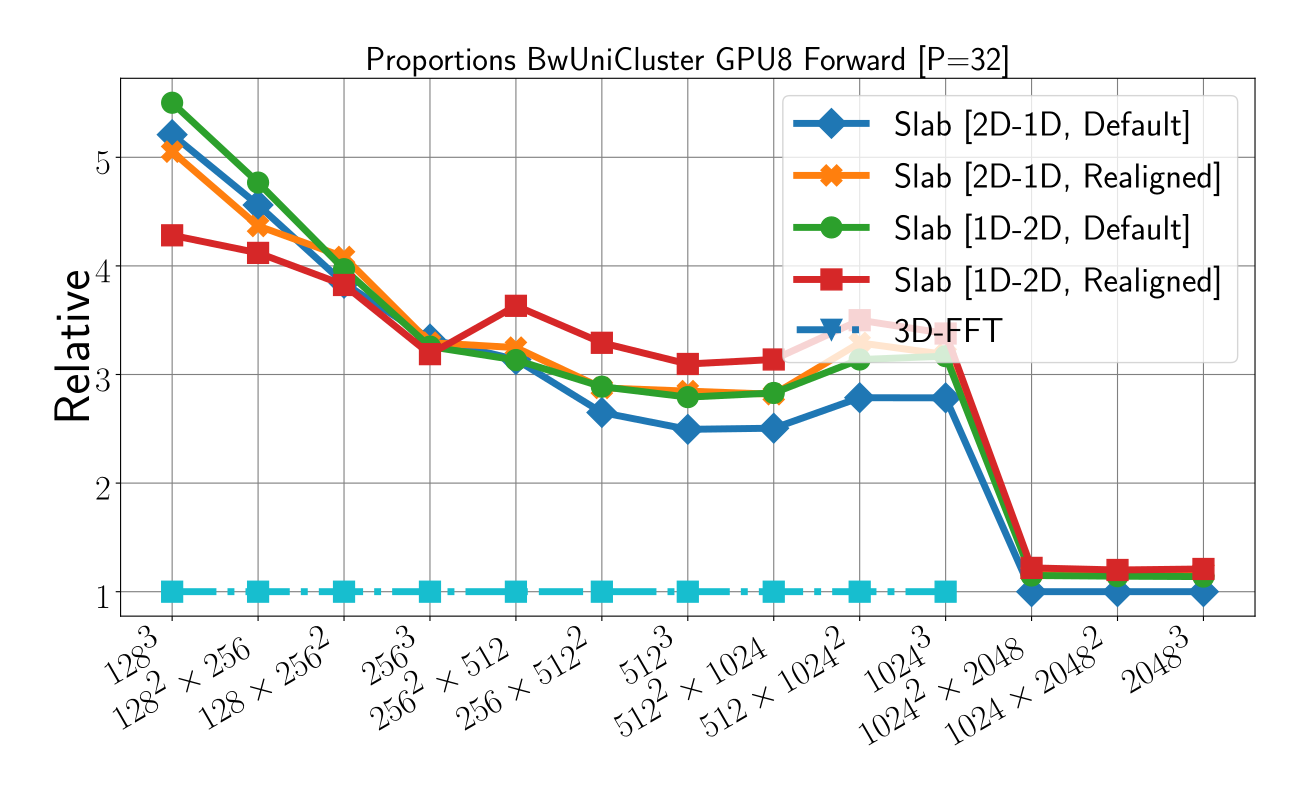 Proportions BwUniCluster GPU8 Forward [P=32]
Slab [2D-1D, Default]
Slab [2D-1D, Realigned]
Slab [1D-2D, Default]
Slab [1D-2D, Realigned]
3D-FFT
Relative
5
4
3
2
1
128³
128² × 256
128 × 256²
256³
256² × 512
256 × 512²
512³
512² × 1024
512 × 1024²
1024³
1024² × 2048
1024 × 2048²
2048³